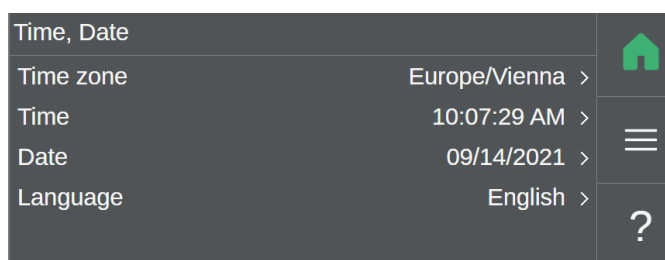 Time, Date
Time zone Europe/Vienna >
Time 10:07:29 AM >
Date 09/14/2021 >
Language English >
?